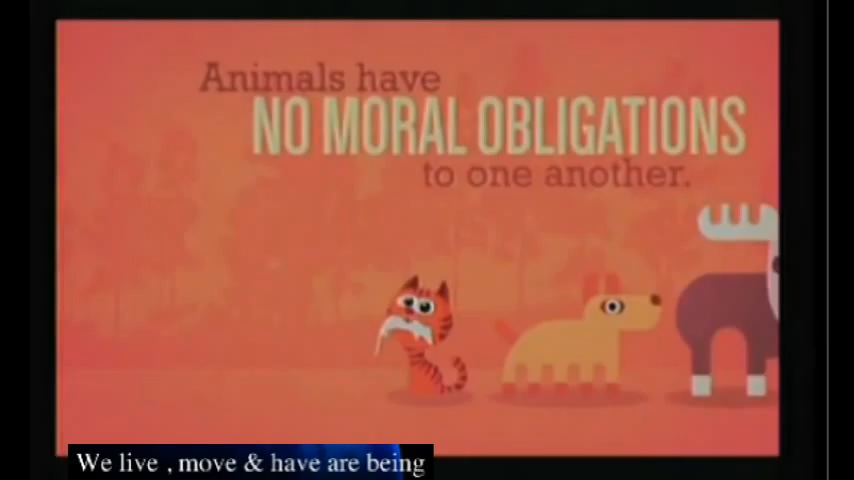 Animals have
NO MORAL OBLIGATIONS
to one another.
We live , move & have are being